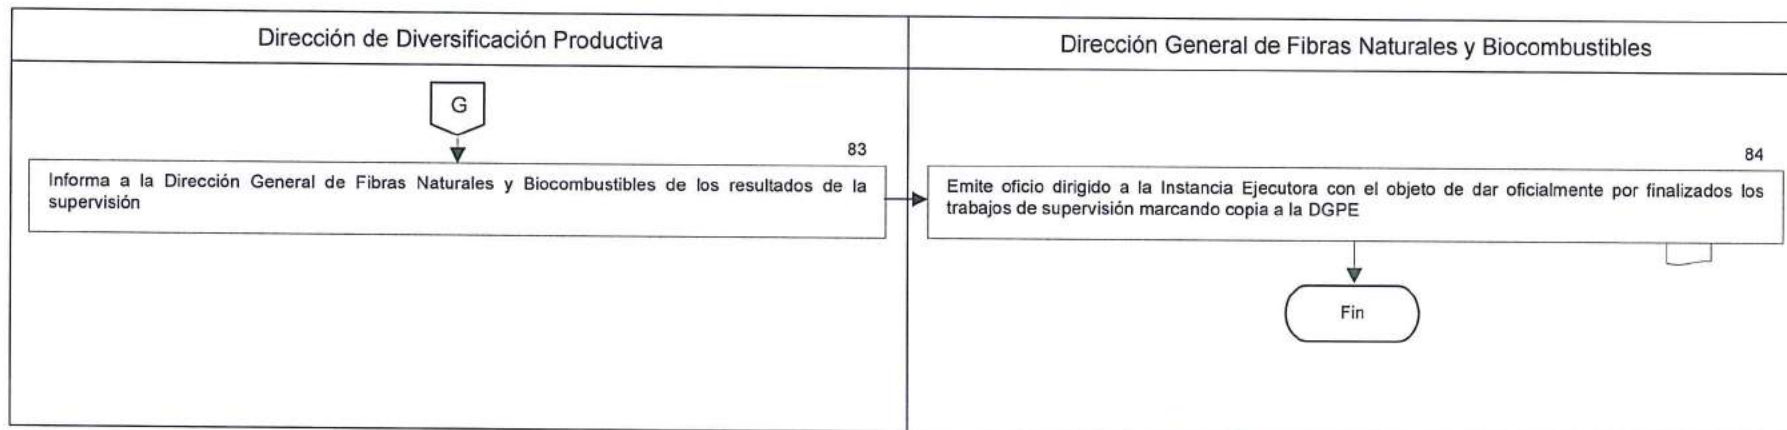 Dirección de Diversificación Productiva
Dirección General de Fibras Naturales y Biocombustibles
G
83
Informa a la Dirección General de Fibras Naturales y Biocombustibles de los resultados de la
supervisión
84
Emite oficio dirigido a la Instancia Ejecutora con el objeto de dar oficialmente por finalizados los
trabajos de supervisión marcando copia a la DGPE
Fin